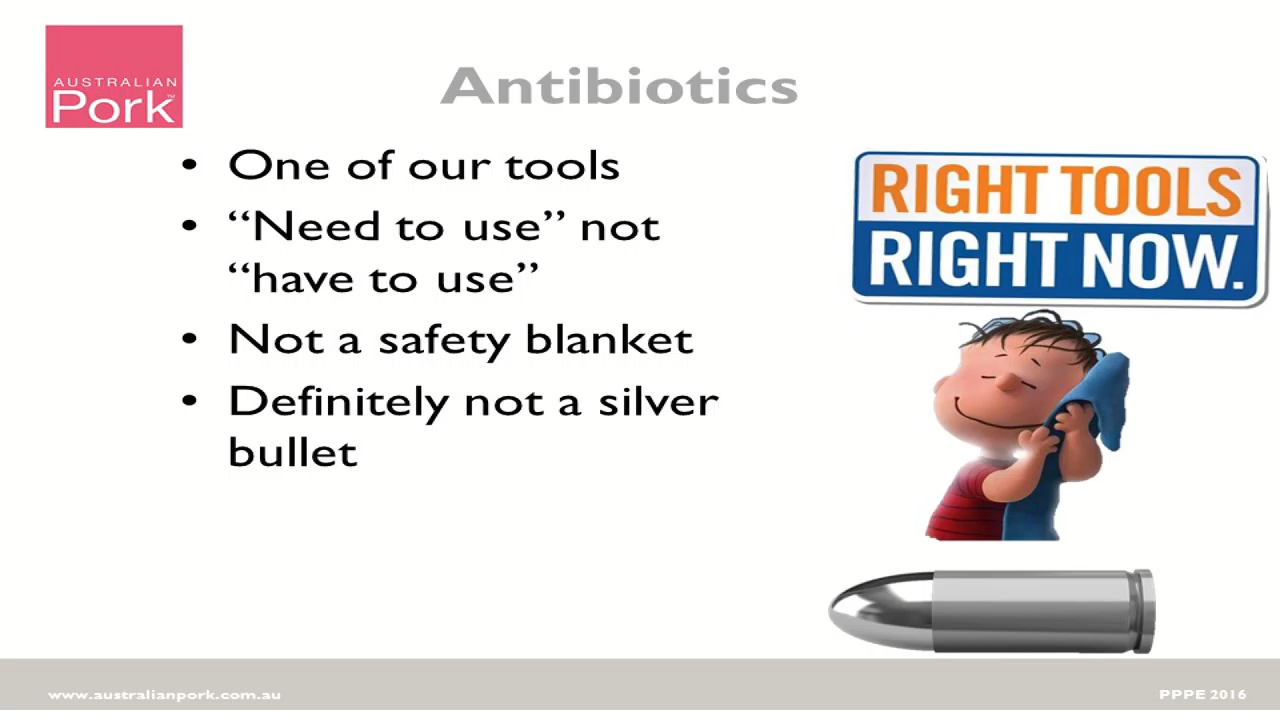 AUSTRALIAN
Pork™
Antibiotics
• One of our tools
• “Need to use” not
“have to use”
• Not a safety blanket
• Definitely not a silver
bullet
RIGHT TOOLS
RIGHT NOW.
www.australianpork.com.au
PPPE 2016